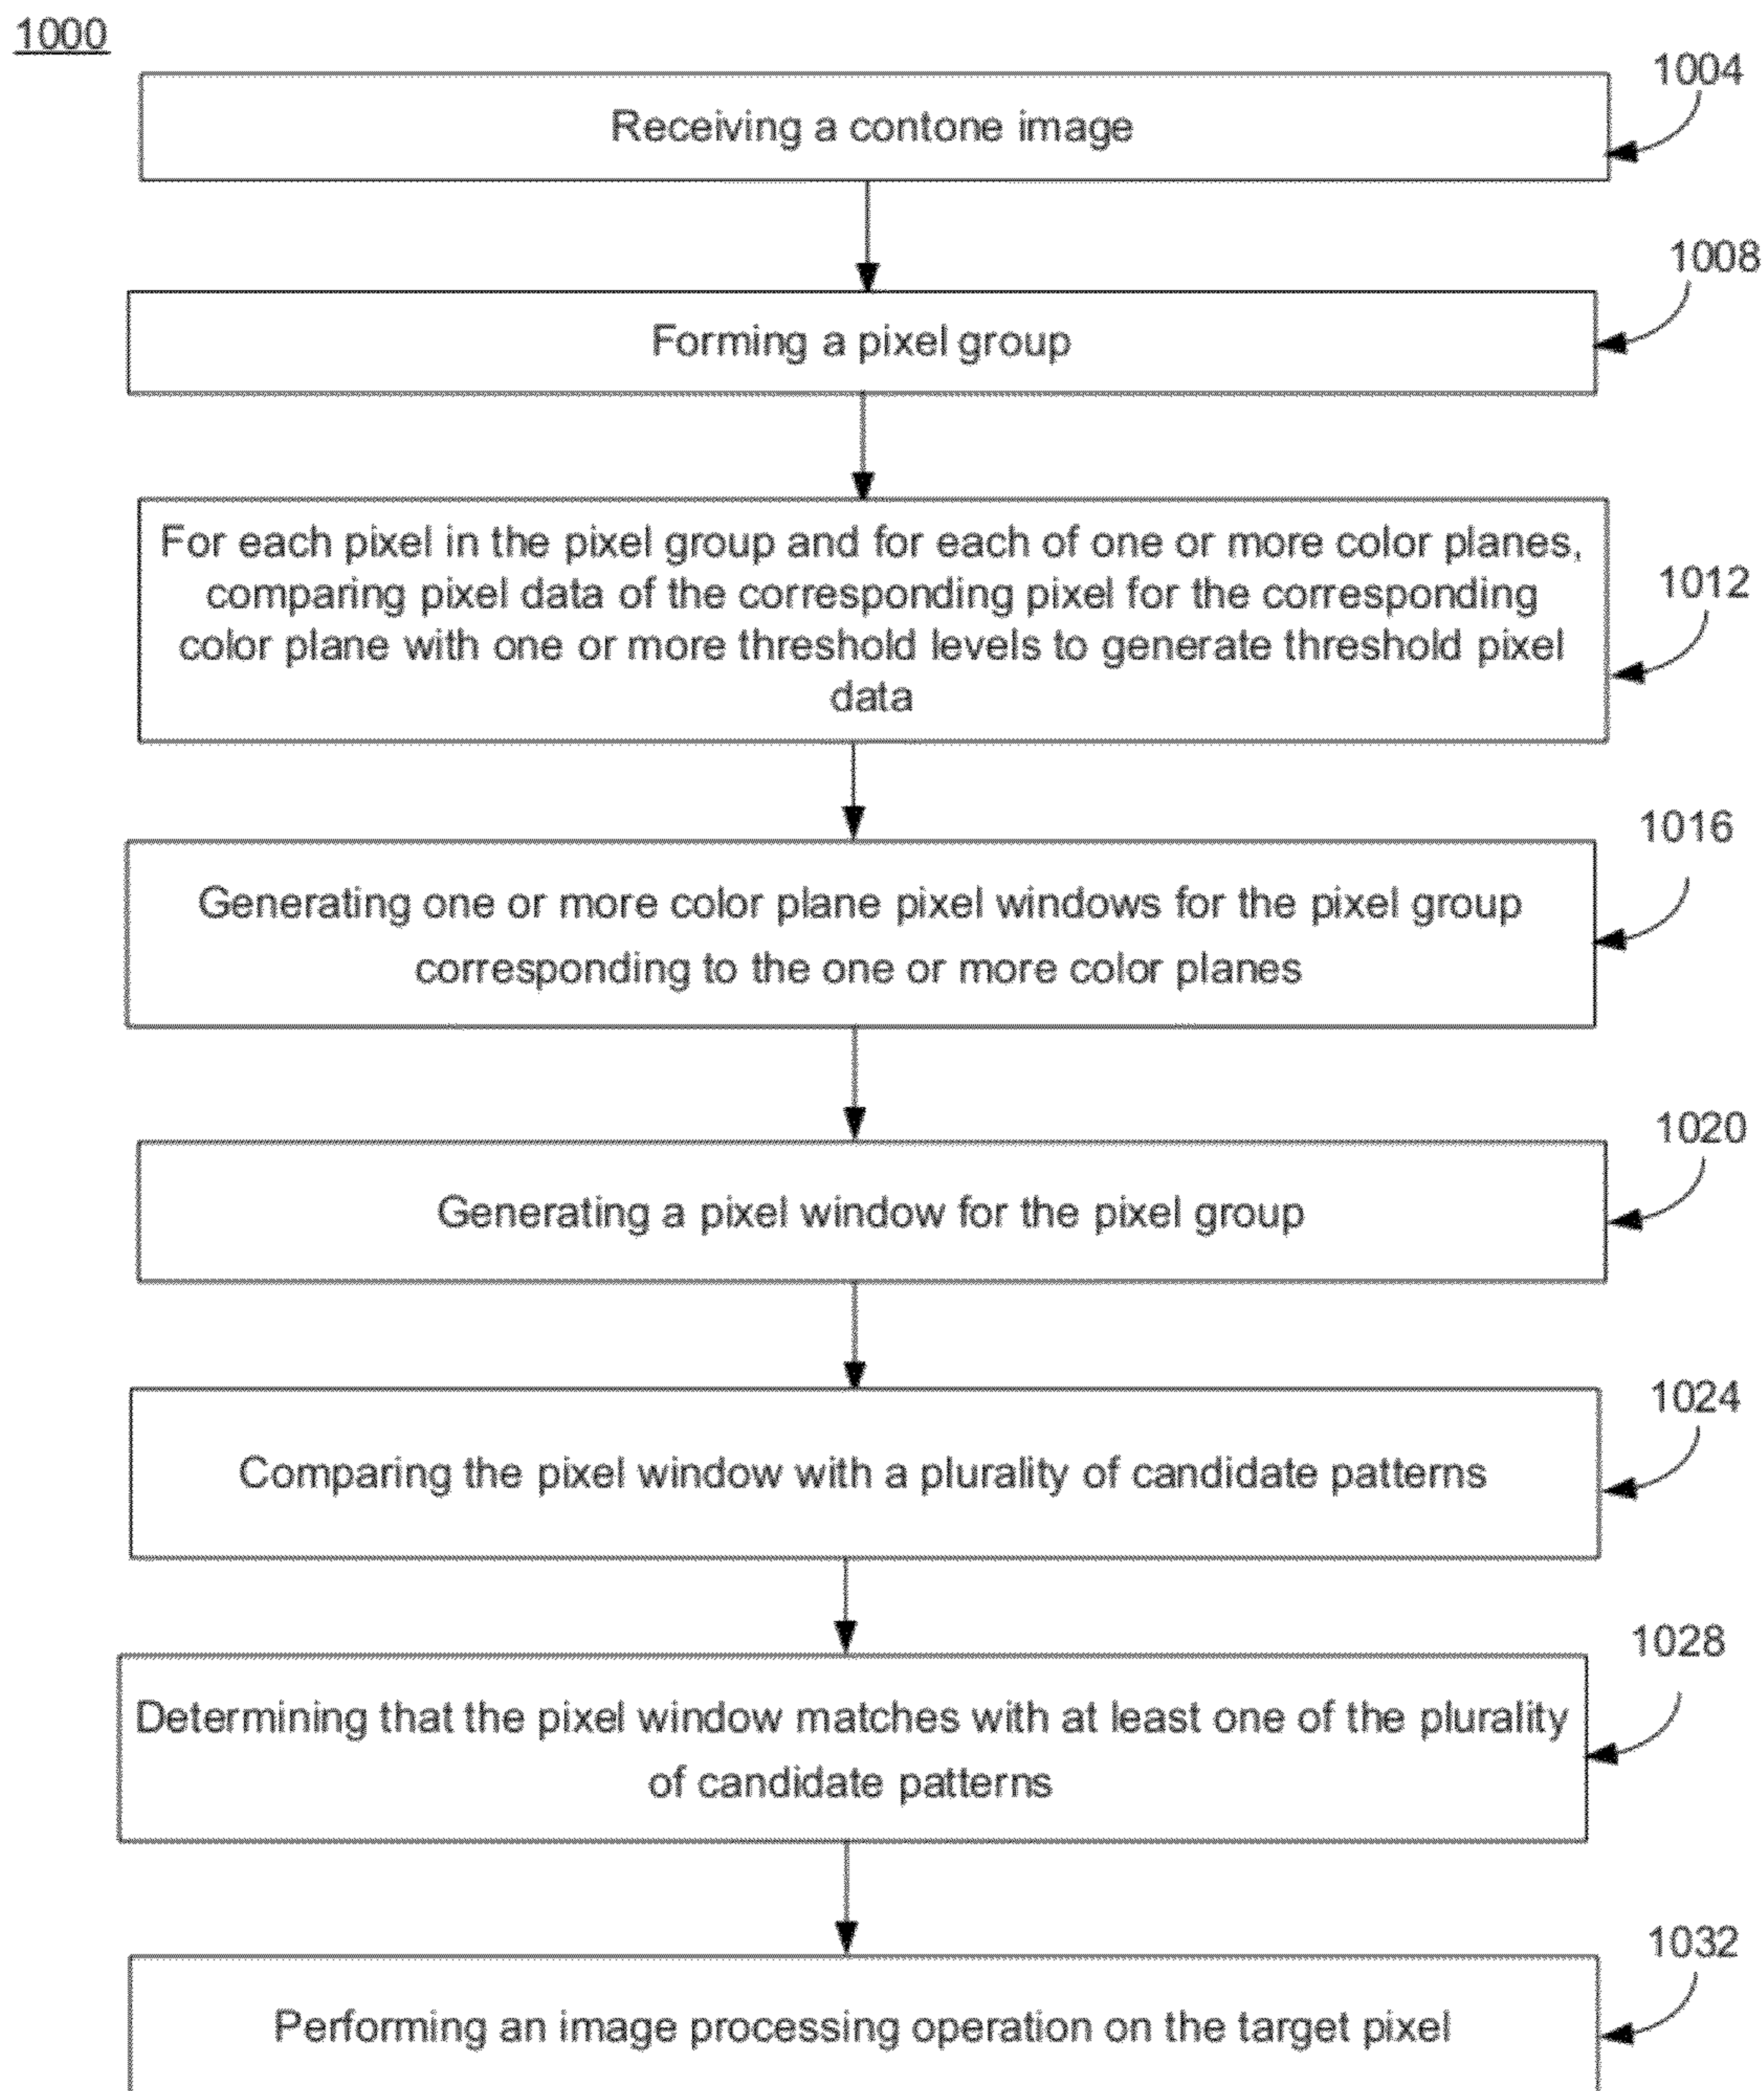 1000
1004
Receiving a contone image
1008
Forming a pixel group
For each pixel in the pixel group and for each of one or more color planes,
comparing pixel data of the corresponding pixel for the corresponding
color plane with one or more threshold levels to generate threshold pixel
data
1012
1016
Generating one or more color plane pixel windows for the pixel group
corresponding to the one or more color planes
1020
Generating a pixel window for the pixel group
1024
Comparing the pixel window with a plurality of candidate patterns
1028
Determining that the pixel window matches with at least one of the plurality
of candidate patterns
1032
Performing an image processing operation on the target pixel